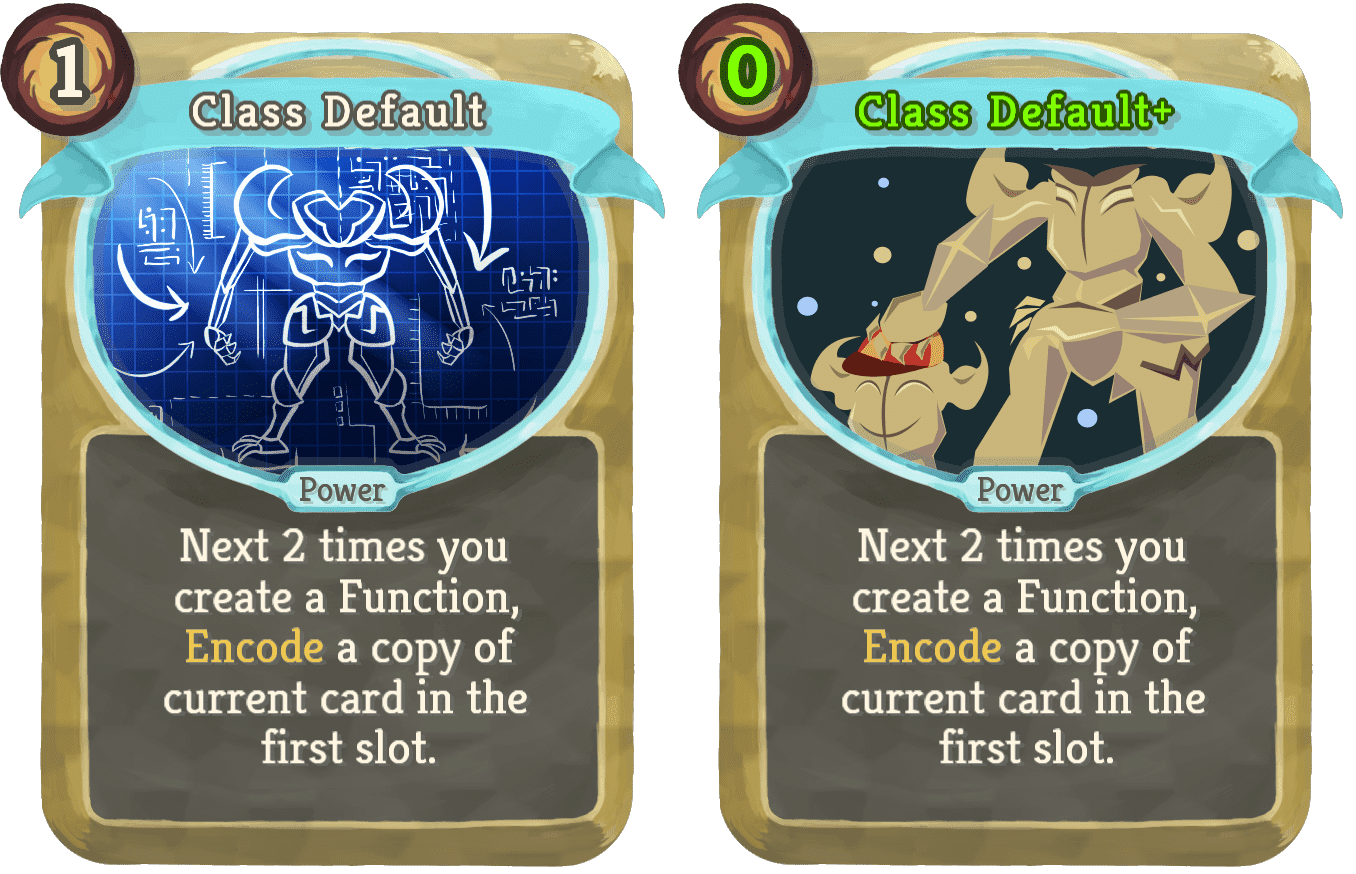 1
Class Default
Power
Next 2 times you
create a Function,
Encode a copy of
current card in the
first slot.
0
Class Default+
Power
Next 2 times you
create a Function,
Encode a copy of
current card in the
first slot.